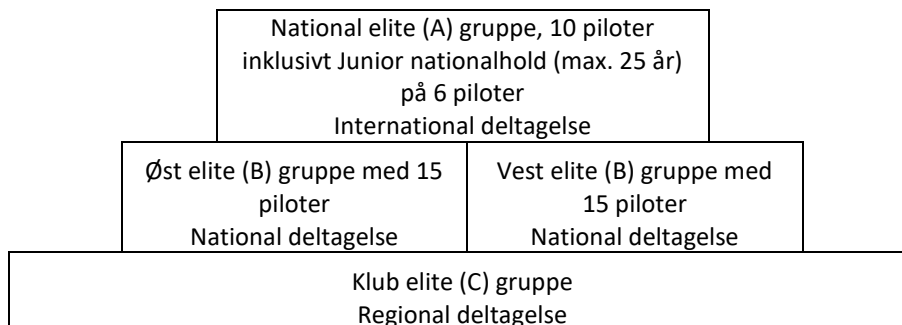 National elite (A) gruppe, 10 piloter
inklusivt Junior nationalhold (max. 25 år)
på 6 piloter
International deltagelse
Øst elite (B) gruppe med 15
piloter
National deltagelse
Vest elite (B) gruppe med
15 piloter
National deltagelse
Klub elite (C) gruppe
Regional deltagelse